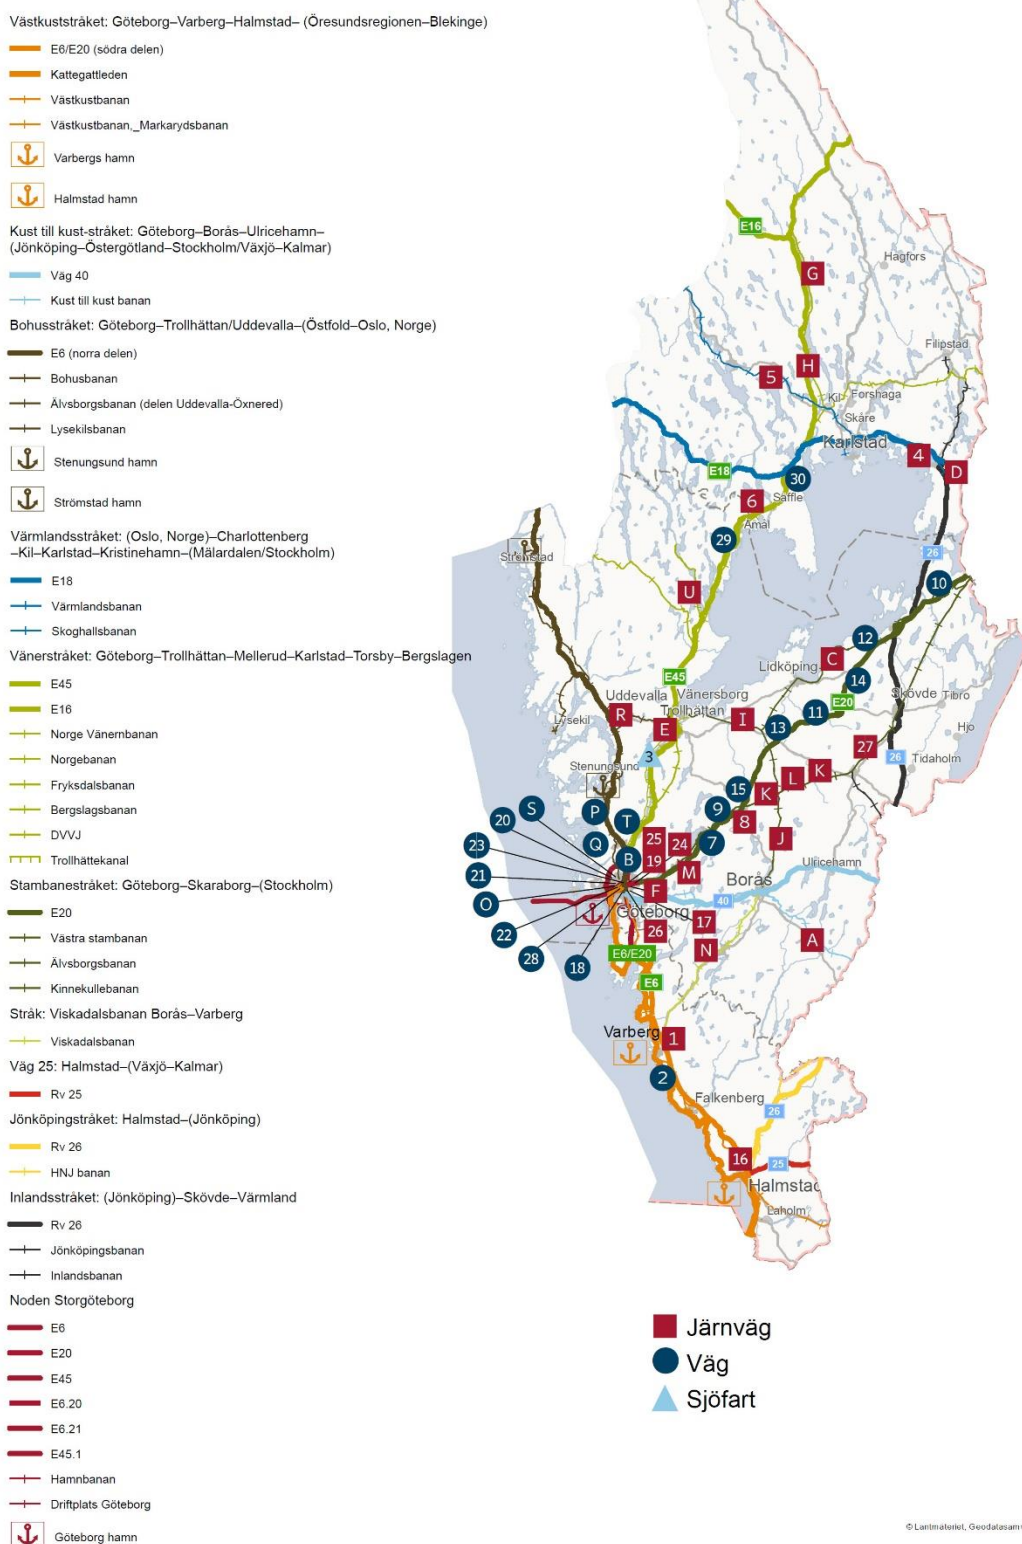 Västkuststråket: Göteborg–Varberg–Halmstad– (Öresundsregionen–Blekinge)
E6/E20 (södra delen)
Kattegattleden
Västkustbanan
Västkustbanan,_Markarydsbanan
Varbergs hamn
Halmstad hamn
Kust till kust-stråket: Göteborg–Borås–Ulricehamn–
(Jönköping–Östergötland–Stockholm/Växjö–Kalmar)
Väg 40
Kust till kust banan
Bohusstråket: Göteborg–Trollhättan/Uddevalla–(Östfold–Oslo, Norge)
E6 (norra delen)
Bohusbanan
Älvsborgsbanan (delen Uddevalla-Öxnered)
Lysekilsbanan
Stenungsund hamn
Strömstad hamn
Värmlandsstråket: (Oslo, Norge)–Charlottenberg
–Kil–Karlstad–Kristinehamn–(Mälardalen/Stockholm)
E18
Värmlandsbanan
Skoghallsbanan
Vänerstråket: Göteborg–Trollhättan–Mellerud–Karlstad–Torsby–Bergslagen
E45
E16
Norge Vänernbanan
Norgebanan
Fryksdalsbanan
Bergslagsbanan
DVVJ
Trollhättekanal
Stambanestråket: Göteborg–Skaraborg–(Stockholm)
E20
Västra stambanan
Älvsborgsbanan
Kinnekullebanan
Stråk: Viskadalsbanan Borås–Varberg
Viskadalsbanan
Väg 25: Halmstad–(Växjö–Kalmar)
Rv 25
Jönköpingstråket: Halmstad–(Jönköping)
Rv 26
HNJ banan
Inlandsstråket: (Jönköping)–Skövde–Värmland
Rv 26
Jönköpingsbanan
Inlandsbanan
Noden Storgöteborg
E6
E20
E45
E6.20
E6.21
E45.1
Hamnbanan
Driftplats Göteborg
Göteborg hamn
E16
Hagfors
G
Filipstad
H
5
Kil
Forshaga
Skåre
Karlstad
4
D
E18
30
Säffle
6
Åmål
29
Strömstad
26
10
U
12
C
Lidköping
E45
14
Uddevalla
Vänersborg
Trollhättan
Skövde
Tibro
E20
11
R
I
Lysekil
E
13
Hjo
27
3
26
Tidaholm
Stenungsund
L
K
15
K
S
P
T
9
8
20
25
24
7
J
23
Q
B
19
Ulricehamn
21
M
Borås
F
O
40
Göteborg
17
22
26
A
28
N
18
E6/E20
E6
Varberg
1
2
Falkenberg
26
16
25
Halmstad
Laholm
Järnväg
Väg
Sjöfart